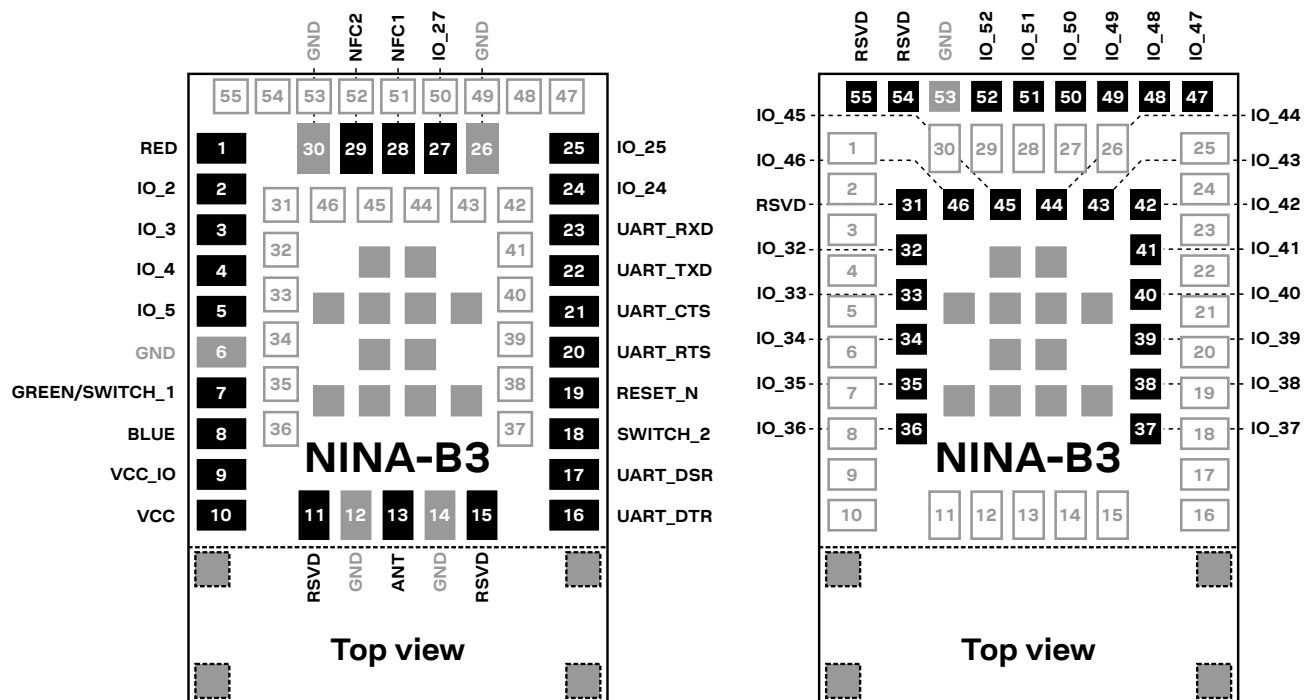 GND NFC2 NFC1 IO_27 GND
55 54 53 52 51 50 49 48 47
30 29 28 27 26
RED 1 25 IO_25
IO_2 2 24 IO_24
31 46 45 44 43 42
IO_3 3 23 UART_RXD
32 41
IO_4 4 22 UART_TXD
33 40
IO_5 5 21 UART_CTS
34 39
GND 6 20 UART_RTS
35 38
GREEN/SWITCH_1 7 19 RESET_N
36 37
BLUE 8 18 SWITCH_2
NINA-B3
VCC_IO 9 17 UART_DSR
VCC 10 11 12 13 14 15 16 UART_DTR
RSVD GND ANT GND RSVD
Top view
RSVD RSVD GND IO_52 IO_51 IO_50 IO_49 IO_48 IO_47
55 54 53 52 51 50 49 48 47
IO_45 IO_44
1 30 29 28 27 26 25
IO_46 IO_43
2 24
RSVD 31 46 45 44 43 42 IO_42
3 23
IO_32 32 41 IO_41
4 22
IO_33 33 40 IO_40
5 21
IO_34 34 39 IO_39
6 20
IO_35 35 38 IO_38
7 19
IO_36 36 37 IO_37
8 18
NINA-B3
9 17
10 11 12 13 14 15 16
Top view